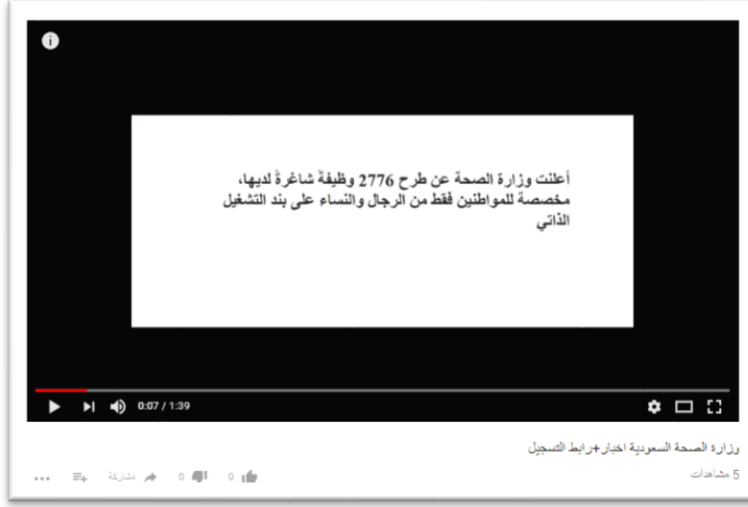 أعلنت وزارة الصحة عن طرح 2776 وظيفةً شاغرةً لديها،
مخصصة للمواطنين فقط من الرجال والنساء على بند التشغيل
الذاتي
0:07 / 1:39
وزارة الصحة السعودية اخبار+رابط التسجيل
5 مشاهدات
0
0
مشاركة